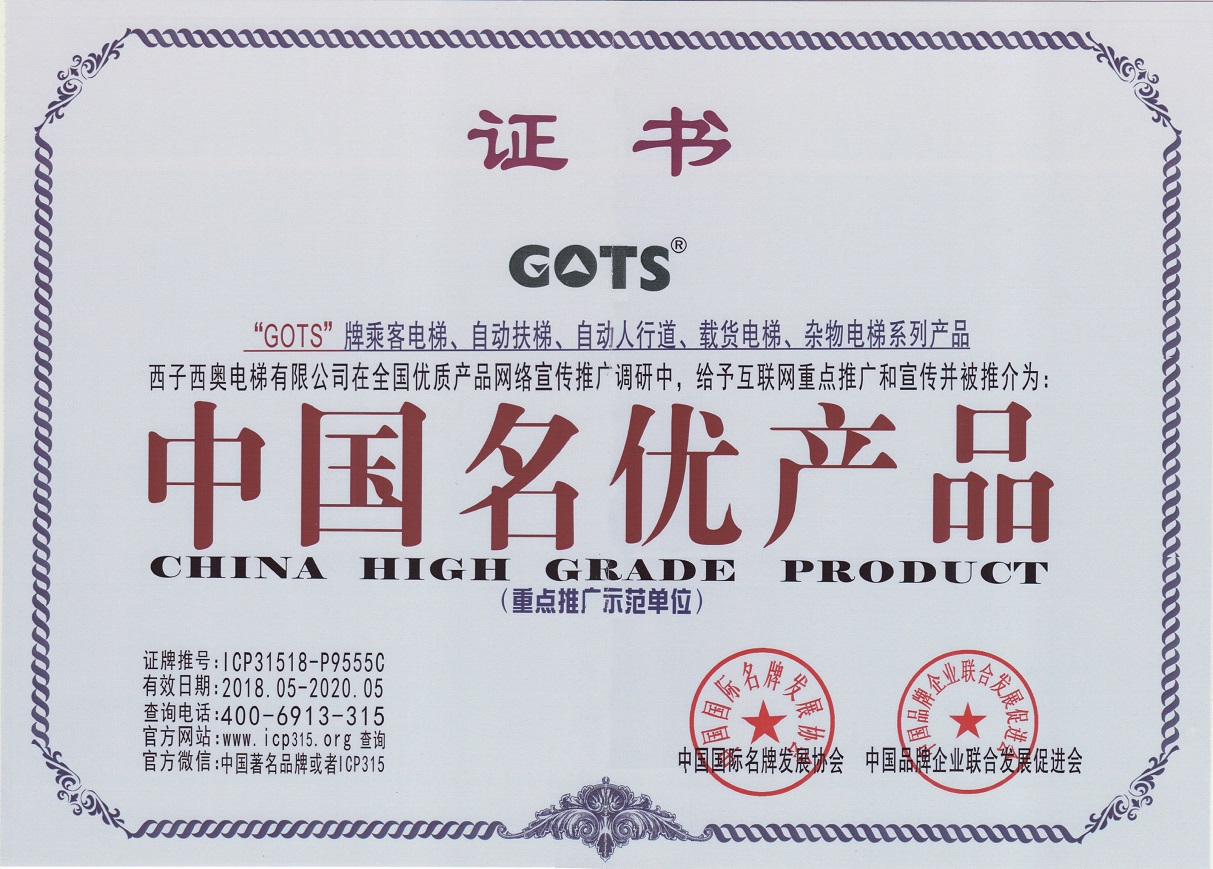 证书
GOTS®
“GOTS”牌乘客电梯、自动扶梯、自动人行道、载货电梯、杂物电梯系列产品
西子西奥电梯有限公司在全国优质产品网络宣传推广调研中,给予互联网重点推广和宣传并被推介为:
中国名优产品
CHINA HIGH GRADE PRODUCT
(重点推广示范单位)
证牌推号:ICP31518-P9555C
有效日期:2018.05-2020.05
查询电话:400-6913-315
官方网站:www.icp315.org 查询
官方微信:中国著名品牌或者ICP315
中国国际名牌发展协会
中国国际名牌发展协会
中国品牌企业联合发展促进会
中国品牌企业联合发展促进会